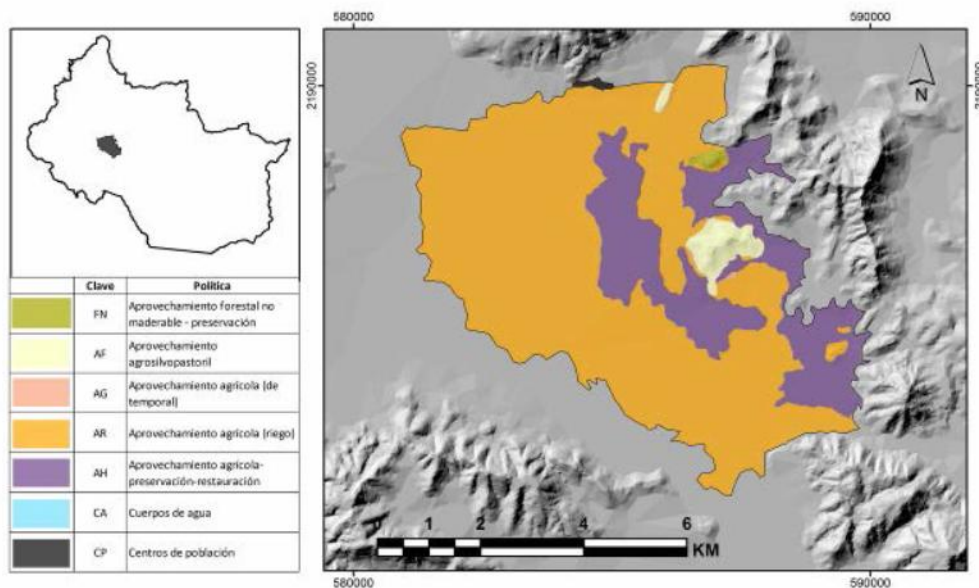 580000 590000
2190000
2190000
N
Clave Política
FN Aprovechamiento forestal no
maderable - preservación
AF Aprovechamiento
agrosilvopastoril
AG Aprovechamiento agrícola (de
temporal)
AR Aprovechamiento agrícola (riego)
AH Aprovechamiento agrícola-
preservación-restauración
CA Cuerpos de agua
CP Centros de población
0 1 2 4 6
KM
580000 590000